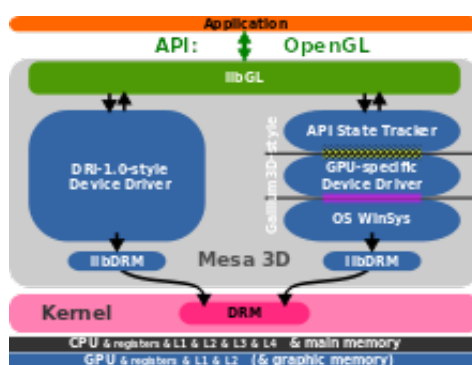 Application
API: OpenGL
libGL
DRI-1.0-style
Device Driver
Gallium3D-style
API State Tracker
GPU-specific
Device Driver
OS WinSys
libDRM
Mesa 3D
libDRM
Kernel
DRM
CPU & registers & L1 & L2 & L3 & L4 & main memory
GPU & registers & L1 & L2 (& graphic memory)